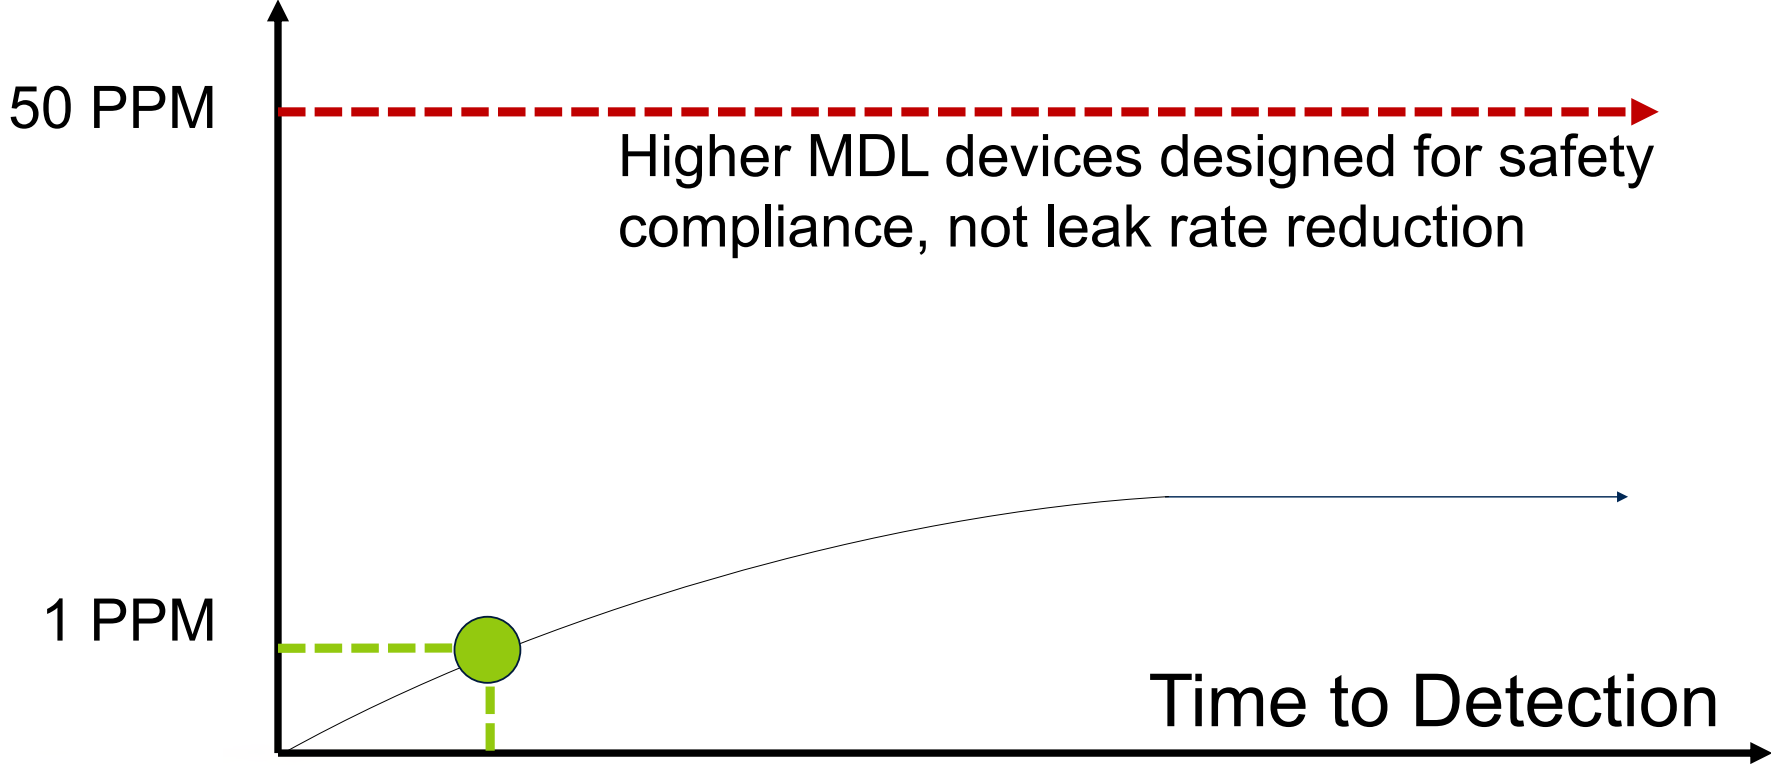 50 PPM
Higher MDL devices designed for safety
compliance, not leak rate reduction
1 PPM
Time to Detection